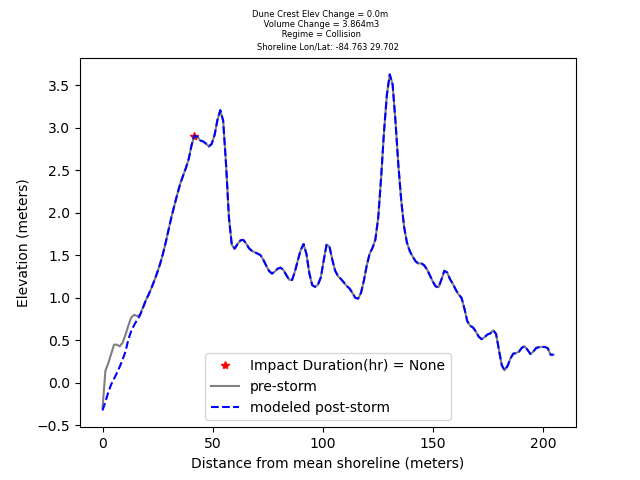 Dune Crest Elev Change = 0.0m
Volume Change = 3.864m3
Regime = Collision
Shoreline Lon/Lat: -84.763 29.702
3.5
3.0
2.5
2.0
1.5
1.0
0.5
0.0
−0.5
Elevation (meters)
Impact Duration(hr) = None
pre-storm
modeled post-storm
0
50
100
150
200
Distance from mean shoreline (meters)